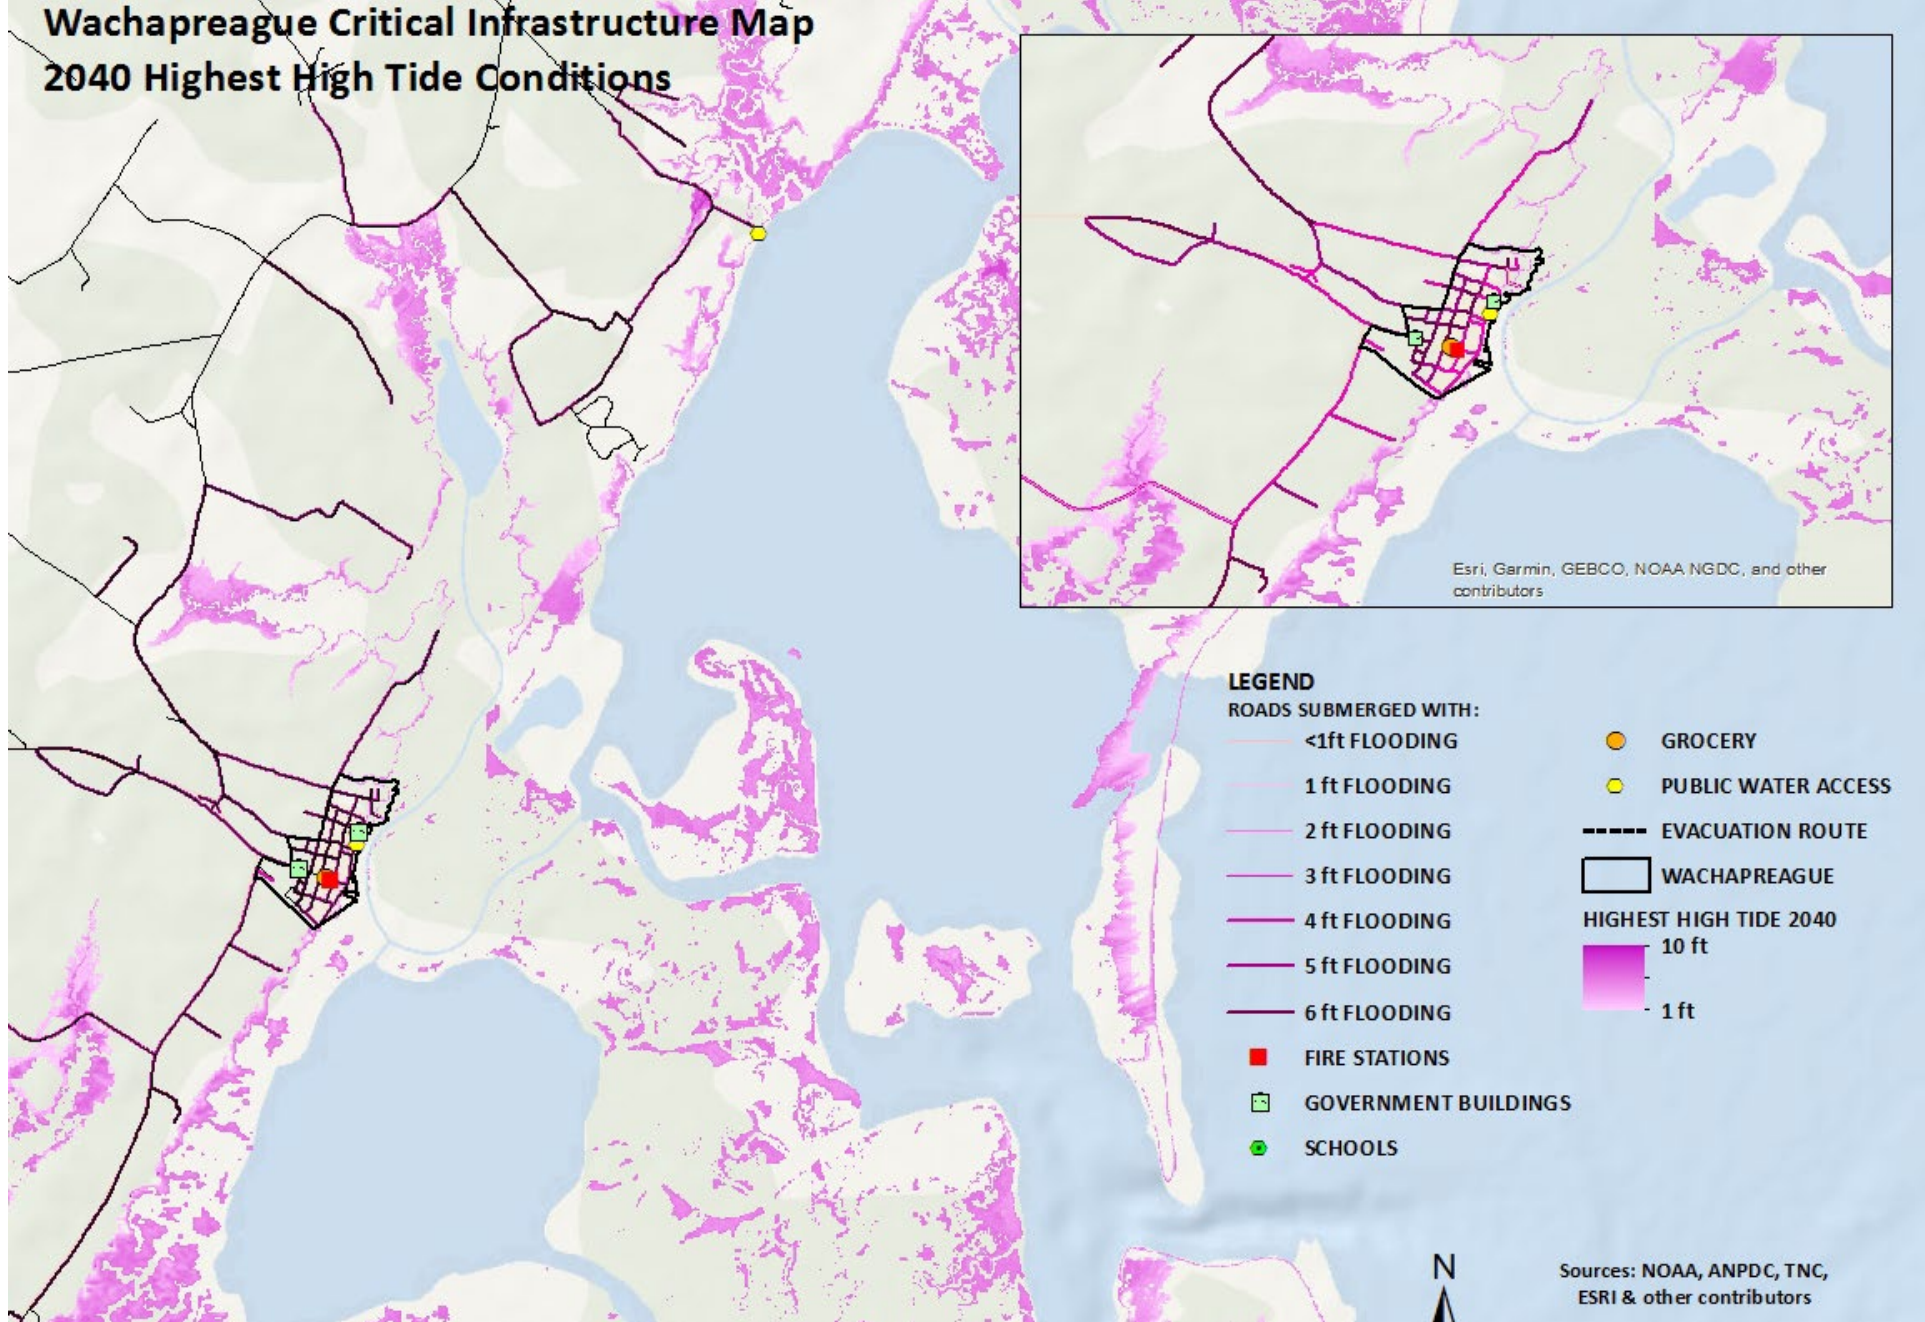 Wachapreague Critical Infrastructure Map
2040 Highest High Tide Conditions
Esri, Garmin, GEBCO, NOAA NGDC, and other
contributors
LEGEND
ROADS SUBMERGED WITH:
<1ft FLOODING
1 ft FLOODING
2 ft FLOODING
3 ft FLOODING
4 ft FLOODING
5 ft FLOODING
6 ft FLOODING
FIRE STATIONS
GOVERNMENT BUILDINGS
SCHOOLS
GROCERY
PUBLIC WATER ACCESS
EVACUATION ROUTE
WACHAPREAGUE
HIGHEST HIGH TIDE 2040
10 ft
1 ft
N
Sources: NOAA, ANPDC, TNC,
ESRI & other contributors